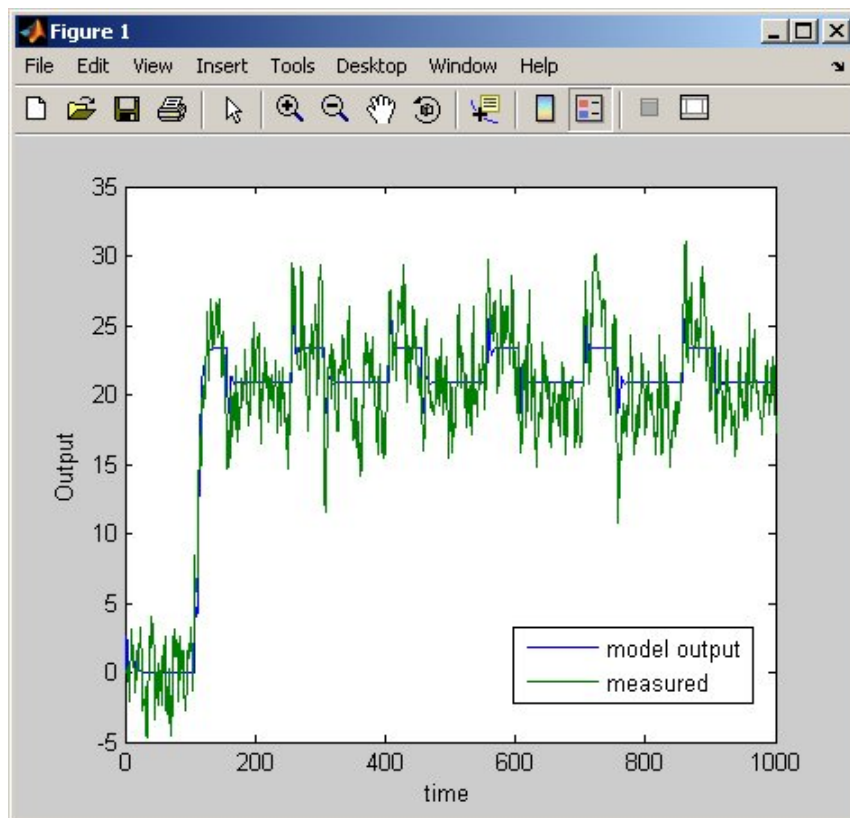 Figure 1
File Edit View Insert Tools Desktop Window Help
35
30
25
20
15
10
5
0
-5
Output
0 200 400 600 800 1000
time
model output
measured